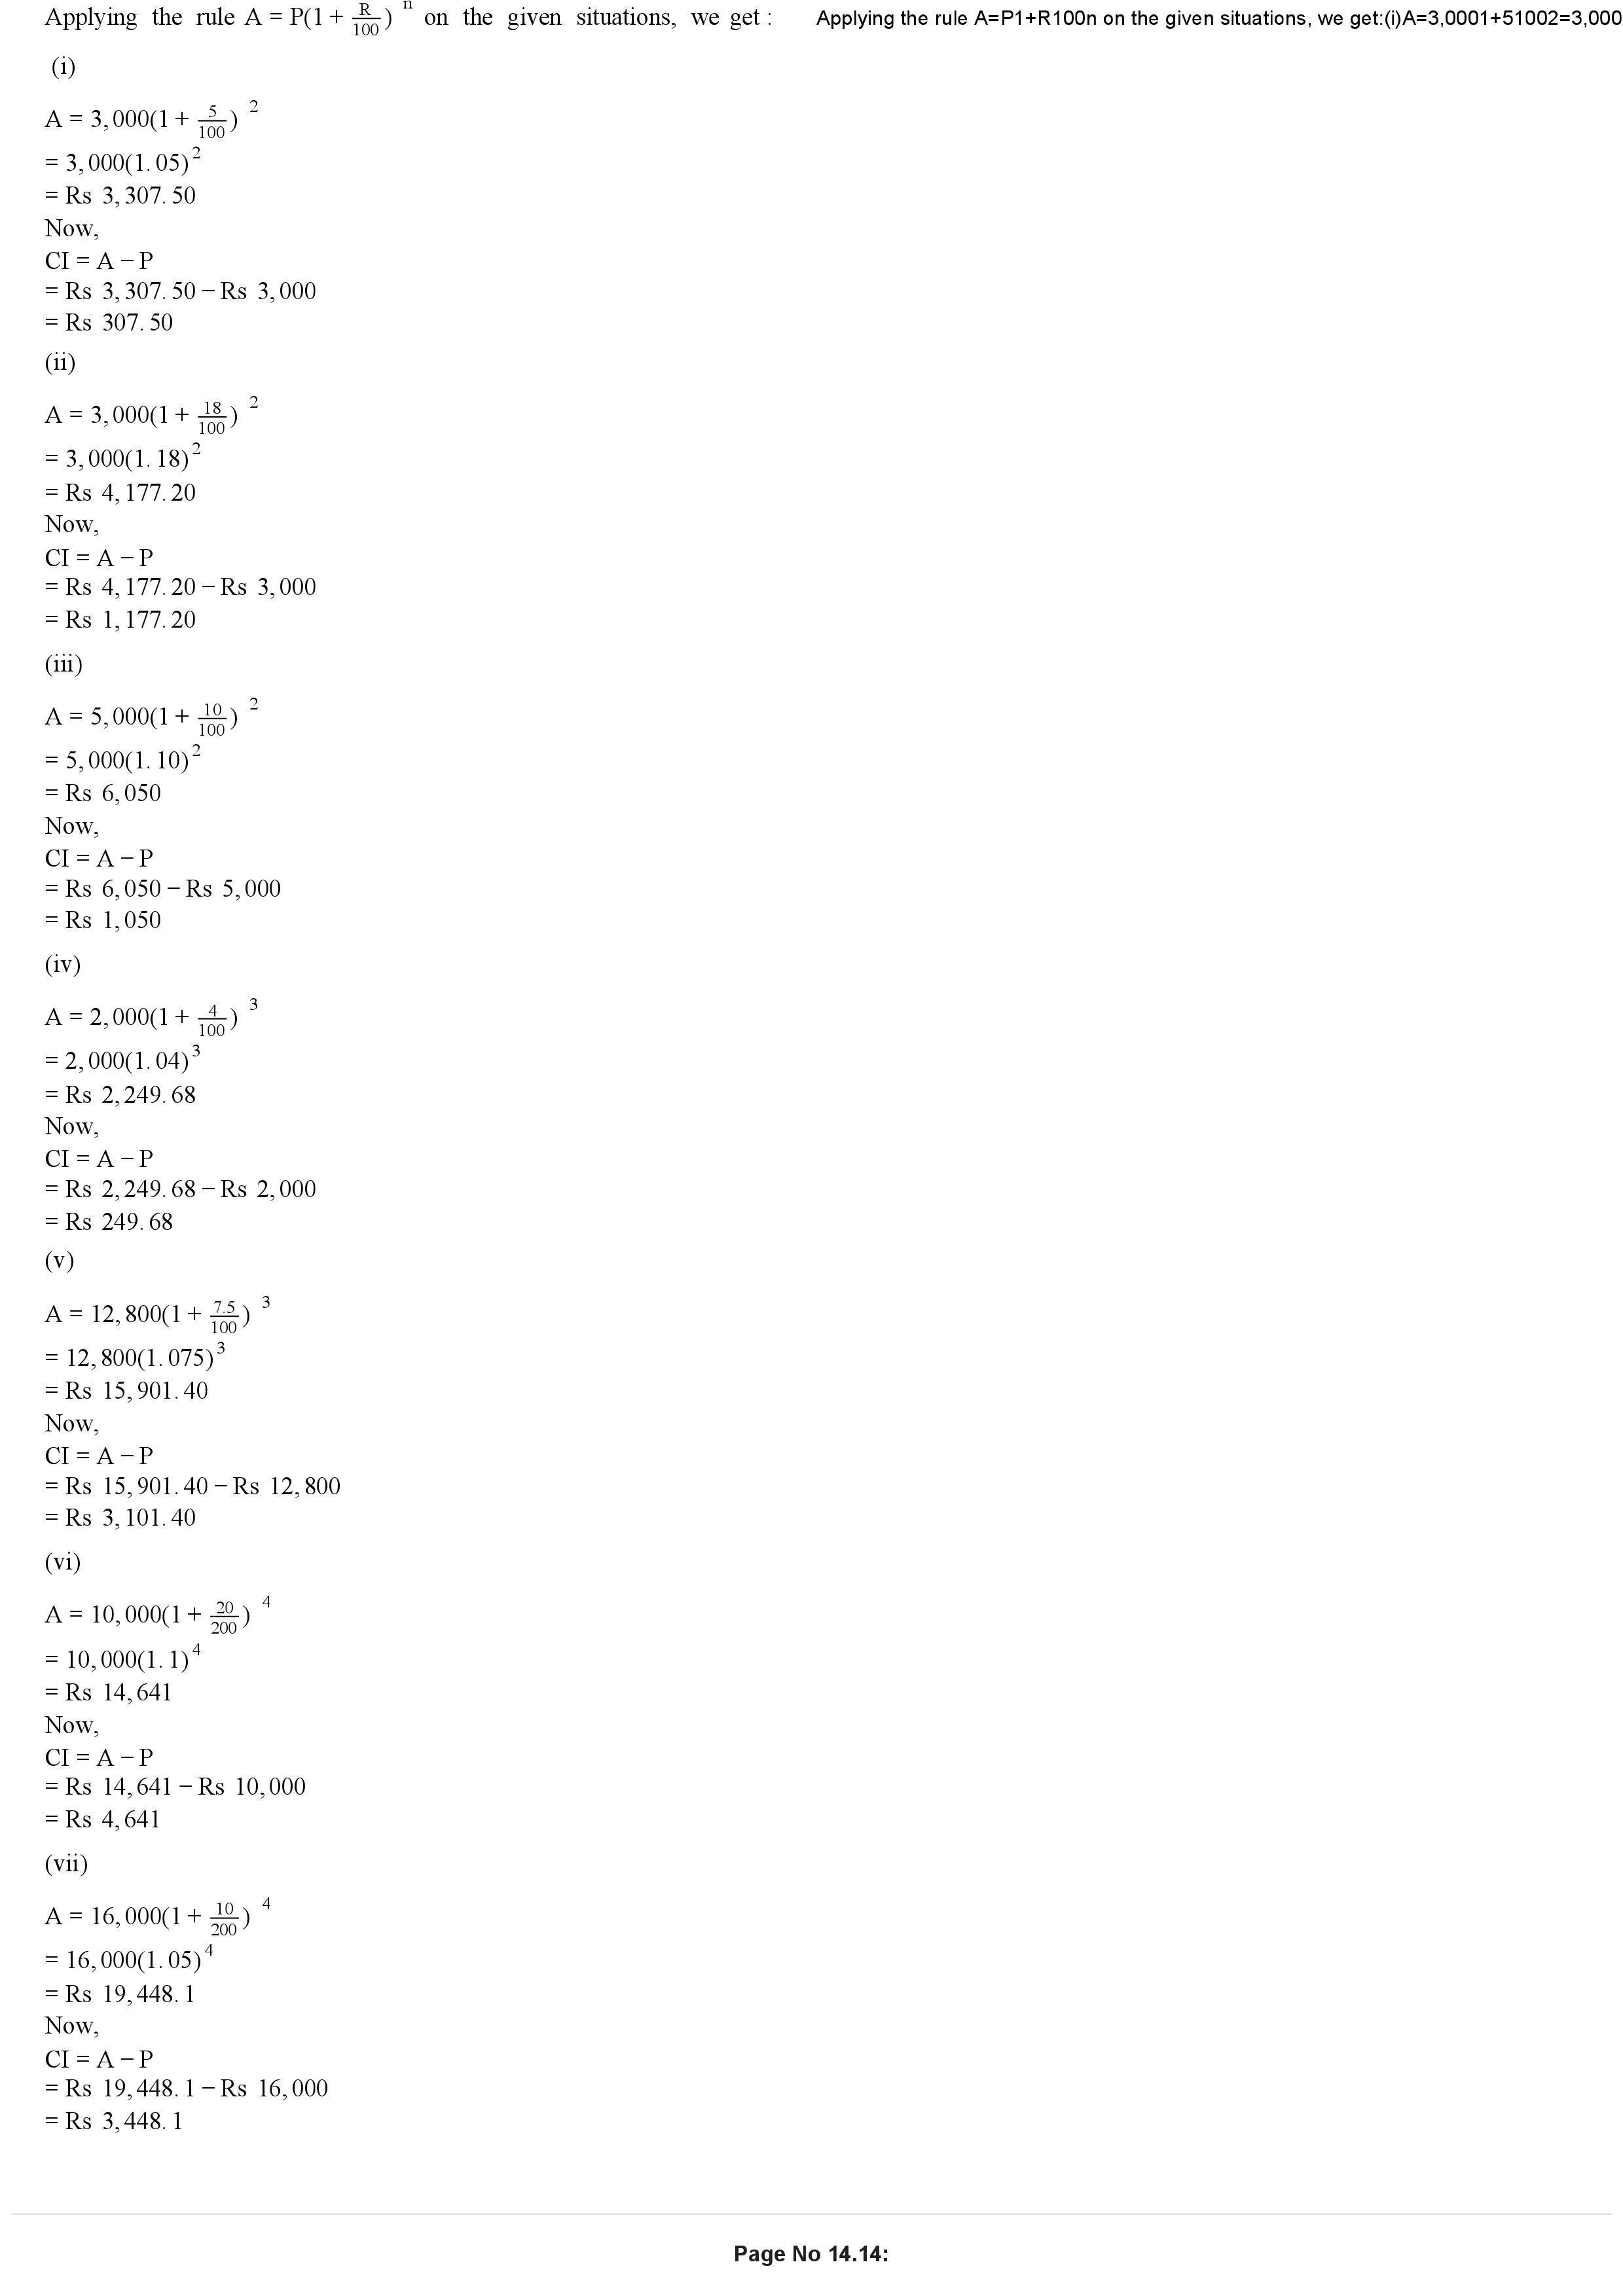 Applying the rule A = P(1 + R/100)^n on the given situations, we get : Applying the rule A=P1+R100n on the given situations, we get:(i)A=3,0001+51002=3,000
(i)
A = 3,000(1 + 5/100)^2
= 3,000(1.05)^2
= Rs 3,307.50
Now,
CI = A − P
= Rs 3,307.50 − Rs 3,000
= Rs 307.50
(ii)
A = 3,000(1 + 18/100)^2
= 3,000(1.18)^2
= Rs 4,177.20
Now,
CI = A − P
= Rs 4,177.20 − Rs 3,000
= Rs 1,177.20
(iii)
A = 5,000(1 + 10/100)^2
= 5,000(1.10)^2
= Rs 6,050
Now,
CI = A − P
= Rs 6,050 − Rs 5,000
= Rs 1,050
(iv)
A = 2,000(1 + 4/100)^3
= 2,000(1.04)^3
= Rs 2,249.68
Now,
CI = A − P
= Rs 2,249.68 − Rs 2,000
= Rs 249.68
(v)
A = 12,800(1 + 7.5/100)^3
= 12,800(1.075)^3
= Rs 15,901.40
Now,
CI = A − P
= Rs 15,901.40 − Rs 12,800
= Rs 3,101.40
(vi)
A = 10,000(1 + 20/200)^4
= 10,000(1.1)^4
= Rs 14,641
Now,
CI = A − P
= Rs 14,641 − Rs 10,000
= Rs 4,641
(vii)
A = 16,000(1 + 10/200)^4
= 16,000(1.05)^4
= Rs 19,448.1
Now,
CI = A − P
= Rs 19,448.1 − Rs 16,000
= Rs 3,448.1
Page No 14.14: